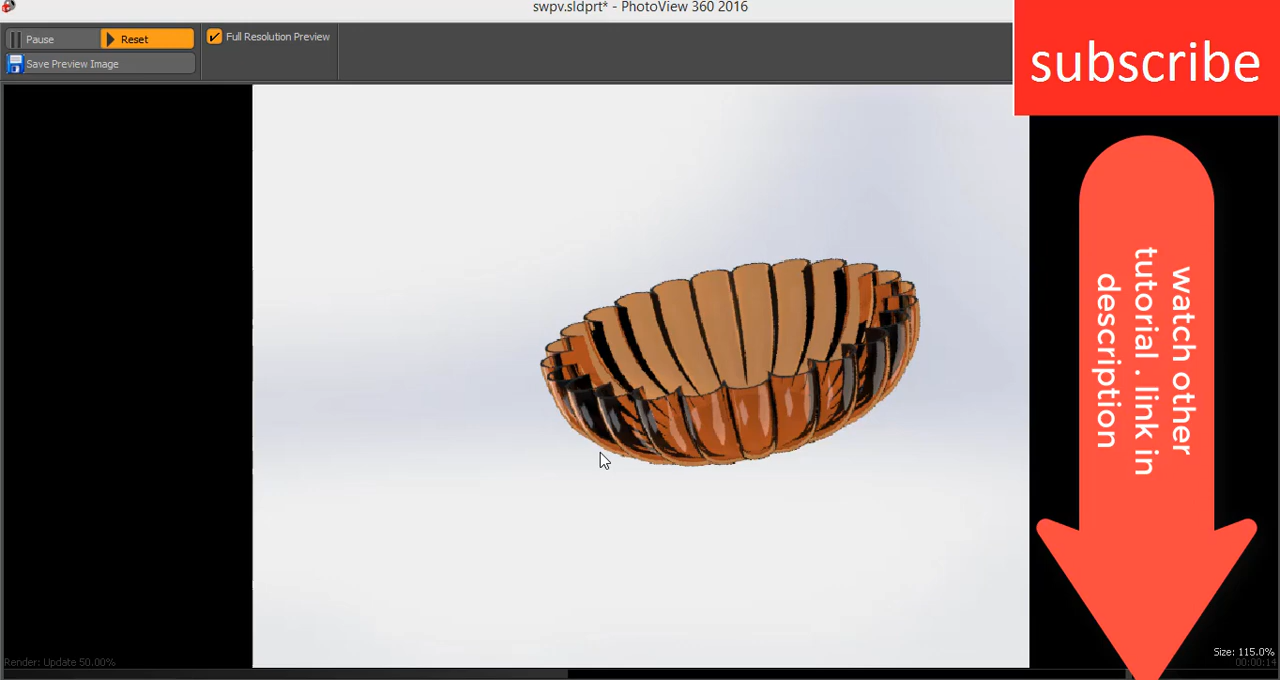 swpv.sldprt* - PhotoView 360 2016
Pause
Reset
Full Resolution Preview
Save Preview Image
subscribe
watch other
tutorial . link in
description
Render: Update 50.00%
Size: 115.0%
00:00:14